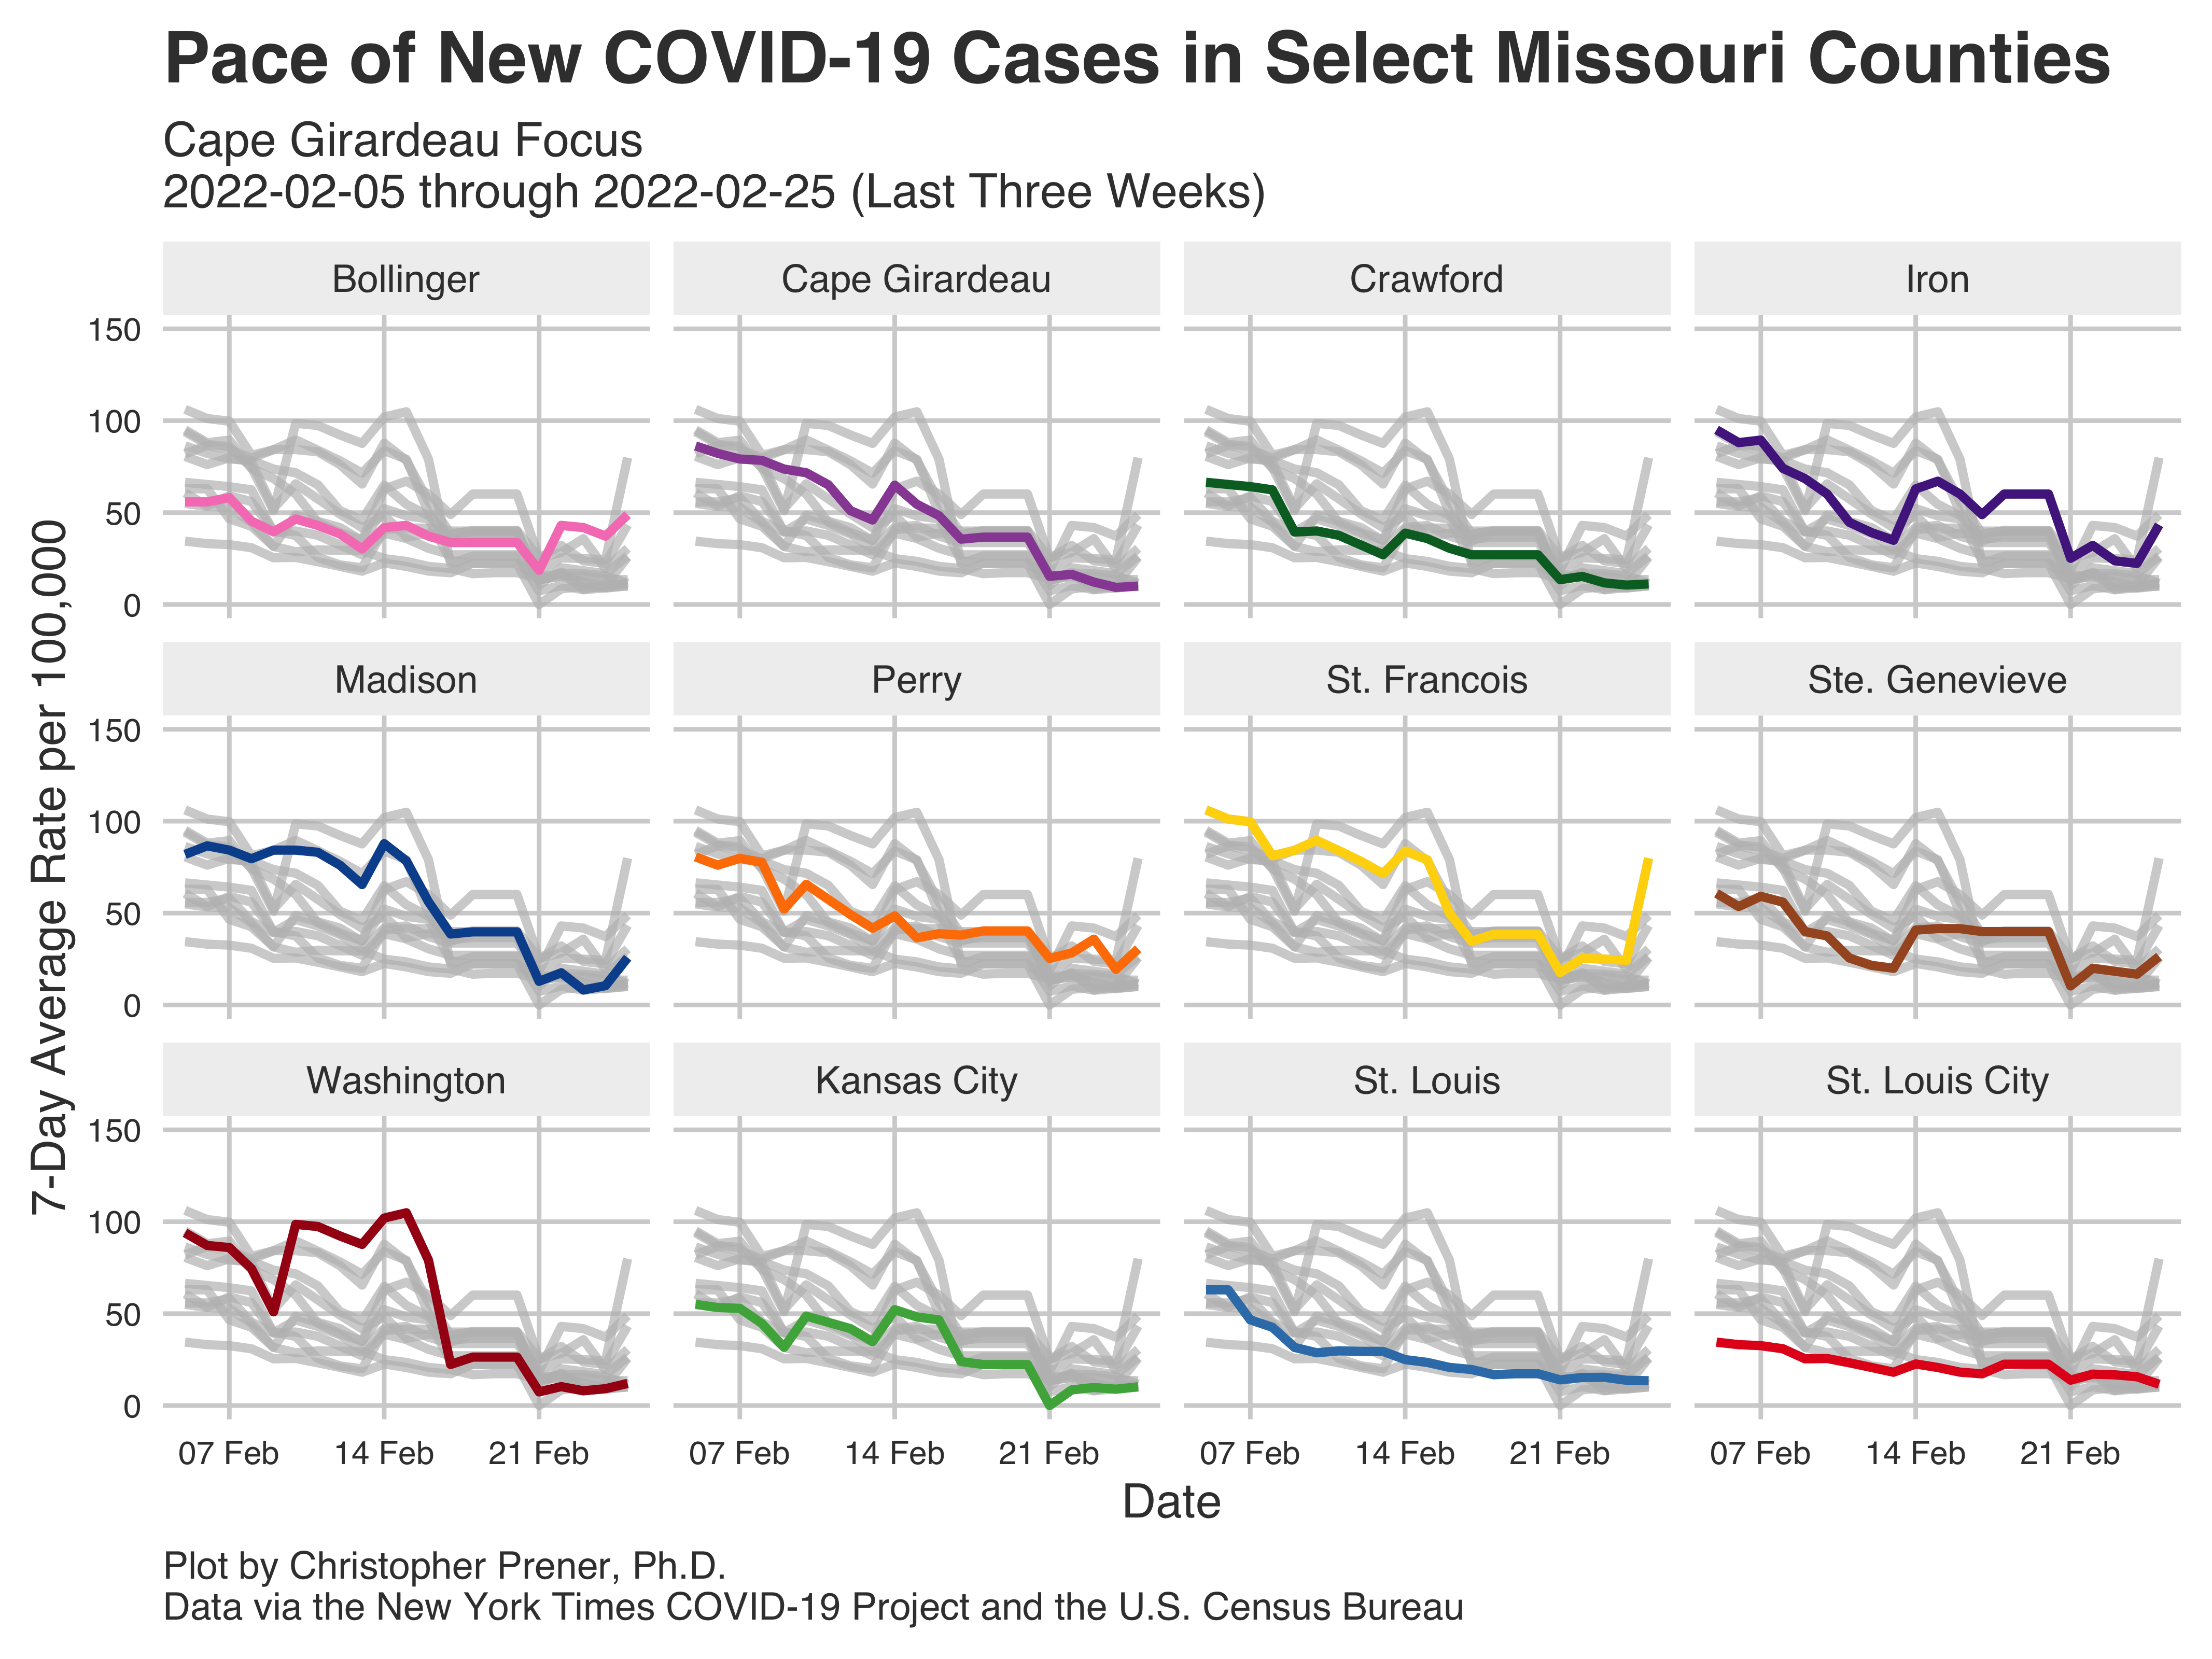 Pace of New COVID-19 Cases in Select Missouri Counties
Cape Girardeau Focus
2022-02-05 through 2022-02-25 (Last Three Weeks)
7-Day Average Rate per 100,000
Bollinger
Cape Girardeau
Crawford
Iron
150
100
50
0
Madison
Perry
St. Francois
Ste. Genevieve
150
100
50
0
Washington
Kansas City
St. Louis
St. Louis City
150
100
50
0
07 Feb 14 Feb 21 Feb
07 Feb 14 Feb 21 Feb
07 Feb 14 Feb 21 Feb
07 Feb 14 Feb 21 Feb
Date
Plot by Christopher Prener, Ph.D.
Data via the New York Times COVID-19 Project and the U.S. Census Bureau